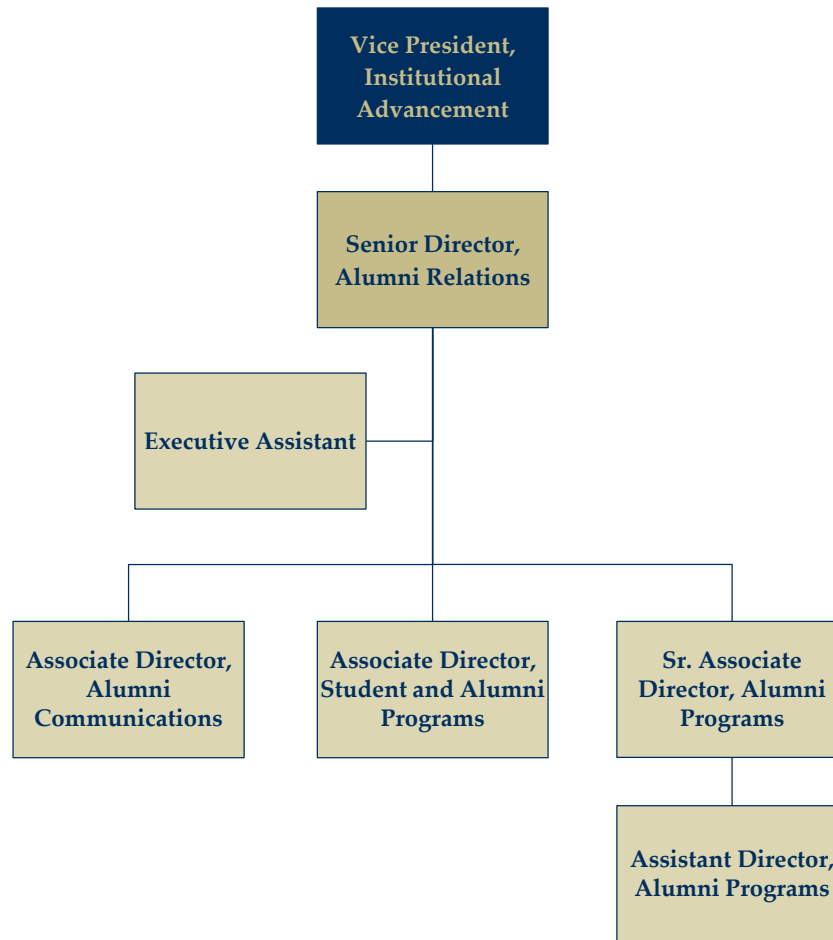 Vice President,
Institutional
Advancement
Senior Director,
Alumni Relations
Executive Assistant
Associate Director,
Alumni
Communications
Associate Director,
Student and Alumni
Programs
Sr. Associate
Director, Alumni
Programs
Assistant Director,
Alumni Programs